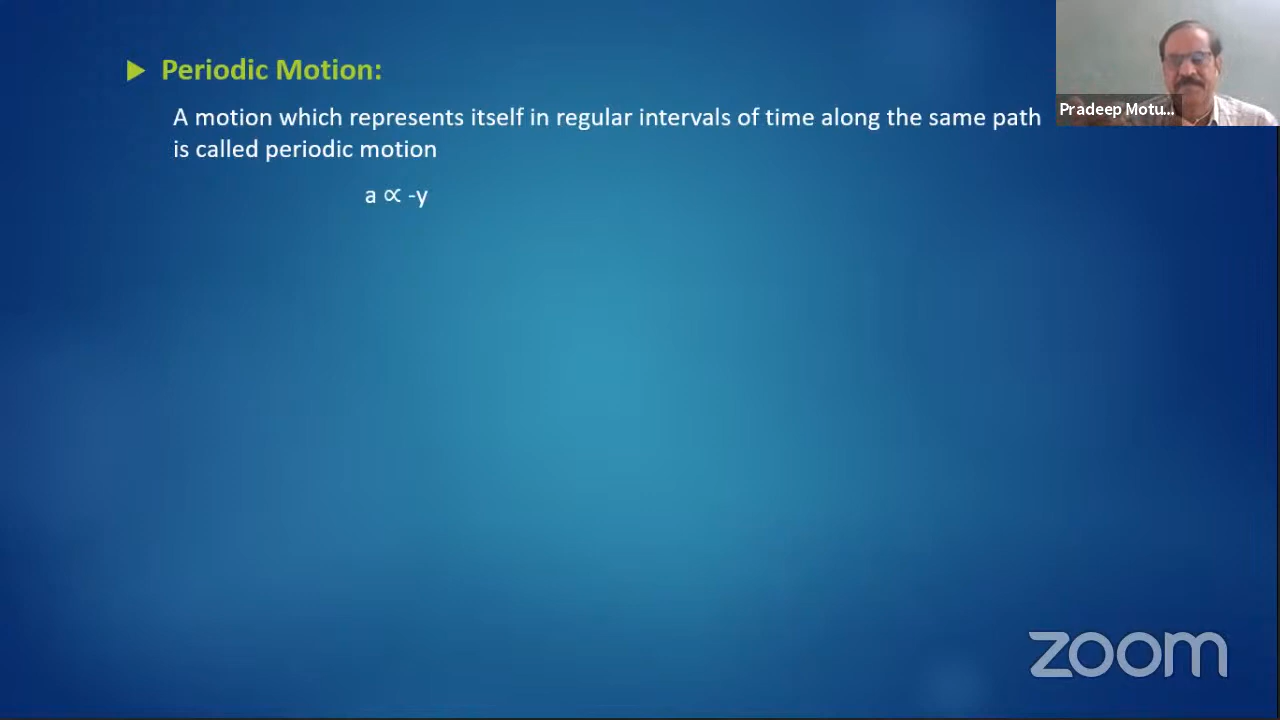 Periodic Motion:
A motion which represents itself in regular intervals of time along the same path
is called periodic motion
a ∝ -y
Pradeep Motu...
zoom